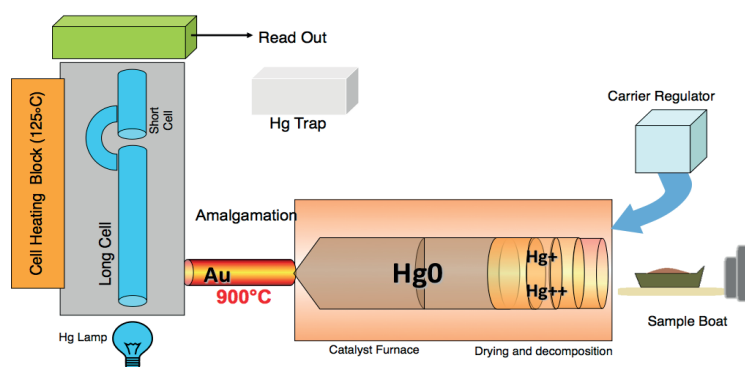 Read Out
Carrier Regulator
Hg Trap
Cell Heating Block (125◦C)
Short
Cell
Long Cell
Amalgamation
Au
900°C
Hg0
Hg+
Hg++
Hg Lamp
Catalyst Furnace
Drying and decomposition
Sample Boat